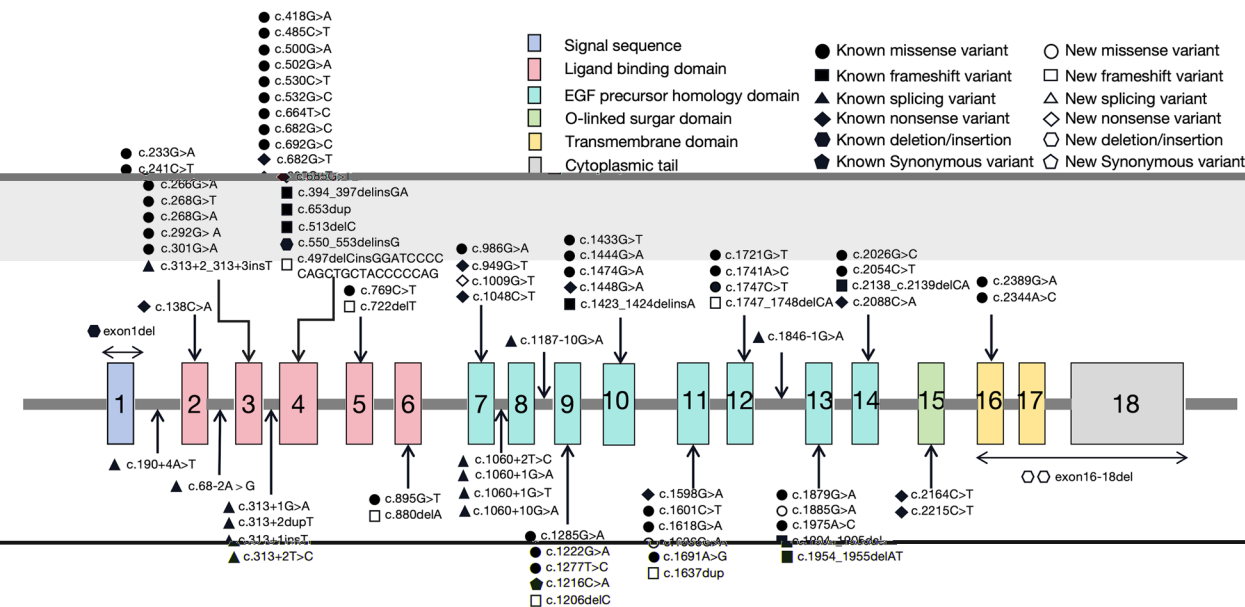 c.418G>A
c.485C>T
c.500G>A
c.502G>A
c.530C>T
c.532G>C
c.664T>C
c.682G>C
c.692G>C
c.682G>T
c.394_397delinsGA
c.653dup
c.513delC
c.550_553delinsG
c.497delCinsGGATCCCC
CAGCTGCTACCCCCAG
Signal sequence
Ligand binding domain
EGF precursor homology domain
O-linked surgar domain
Transmembrane domain
Cytoplasmic tail
Known missense variant
Known frameshift variant
Known splicing variant
Known nonsense variant
Known deletion/insertion
Known Synonymous variant
New missense variant
New frameshift variant
New splicing variant
New nonsense variant
New deletion/insertion
New Synonymous variant
c.233G>A
c.241C>T
c.266G>A
c.268G>T
c.268G>A
c.292G> A
c.301G>A
c.313+2_313+3insT
c.138C>A
exon1del
c.769C>T
c.722delT
c.986G>A
c.949G>T
c.1009G>T
c.1048C>T
c.1187-10G>A
c.1433G>T
c.1444G>A
c.1474G>A
c.1448G>A
c.1423_1424delinsA
c.1721G>T
c.1741A>C
c.1747C>T
c.1747_1748delCA
c.1846-1G>A
c.2026G>C
c.2054C>T
c.2138_c.2139delCA
c.2088C>A
c.2389G>A
c.2344A>C
1 2 3 4 5 6 7 8 9 10 11 12 13 14 15 16 17 18
c.190+4A>T
c.68-2A>G
c.313+1G>A
c.313+2dupT
c.313+1insT
c.313+2T>C
c.895G>T
c.880delA
c.1060+2T>C
c.1060+1G>A
c.1060+1G>T
c.1060+10G>A
c.1285G>A
c.1222G>A
c.1277T>C
c.1216C>A
c.1206delC
c.1598G>A
c.1601C>T
c.1618G>A
c.1691A>G
c.1637dup
c.1879G>A
c.1885G>A
c.1975A>C
c.1954_1955delAT
c.2164C>T
c.2215C>T
exon16-18del